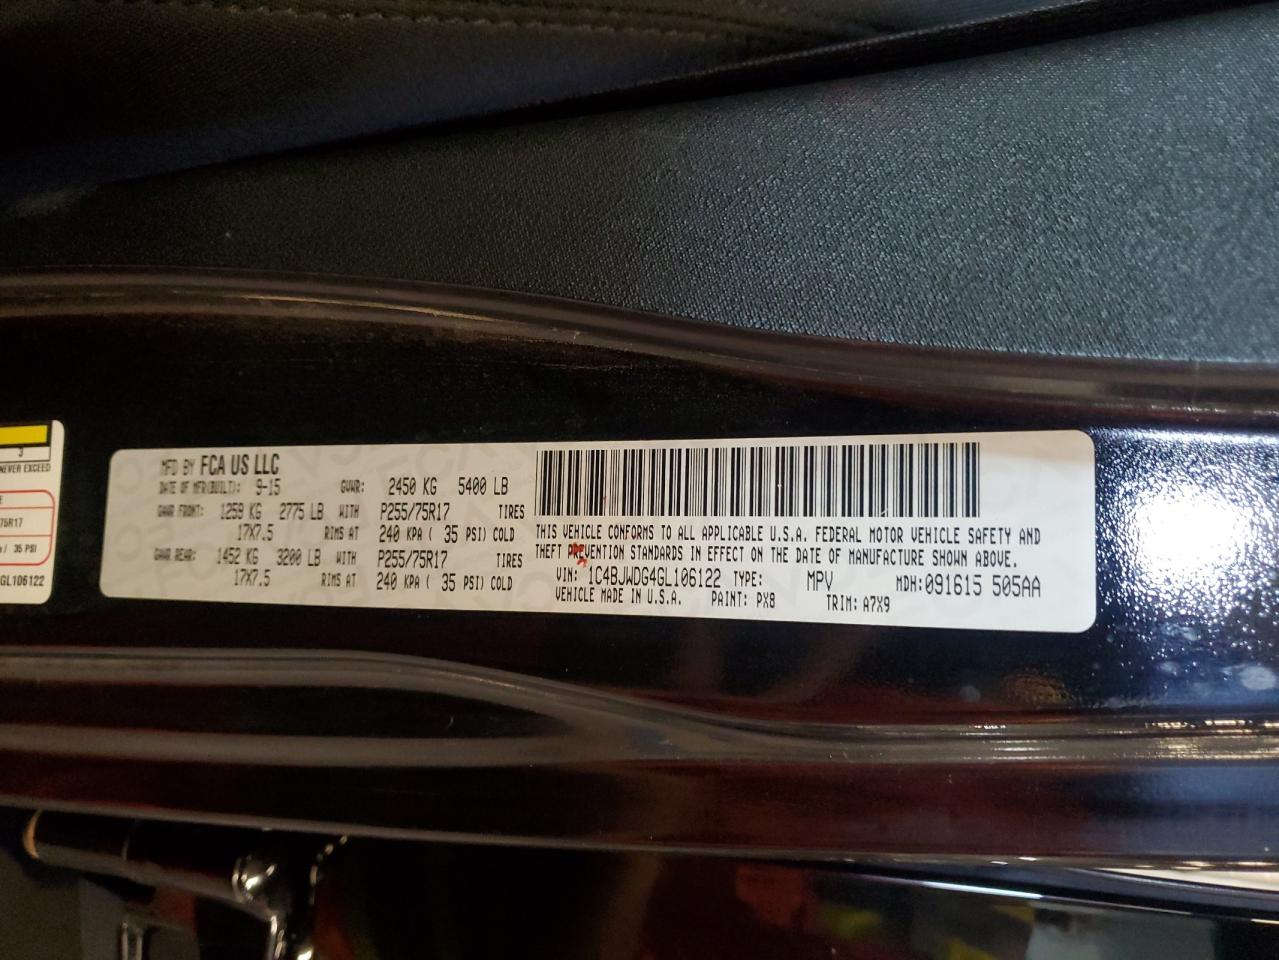 3
NEVER EXCEED
75R17
/ 35 PSI
GL106122
MFD BY FCA US LLC
DATE OF MFR(BUILT): 9-15 GVWR: 2450 KG 5400 LB
GAWR FRONT: 1259 KG 2775 LB WITH P255/75R17 TIRES
17X7.5 RIMS AT 240 KPA ( 35 PSI) COLD
GAWR REAR: 1452 KG 3200 LB WITH P255/75R17 TIRES
17X7.5 RIMS AT 240 KPA ( 35 PSI) COLD
THIS VEHICLE CONFORMS TO ALL APPLICABLE U.S.A. FEDERAL MOTOR VEHICLE SAFETY AND
THEFT PREVENTION STANDARDS IN EFFECT ON THE DATE OF MANUFACTURE SHOWN ABOVE.
VIN: 1C4BJWDG4GL106122 TYPE: MPV MDH:091615 505AA
VEHICLE MADE IN U.S.A. PAINT: PX8 TRIM: A7X9